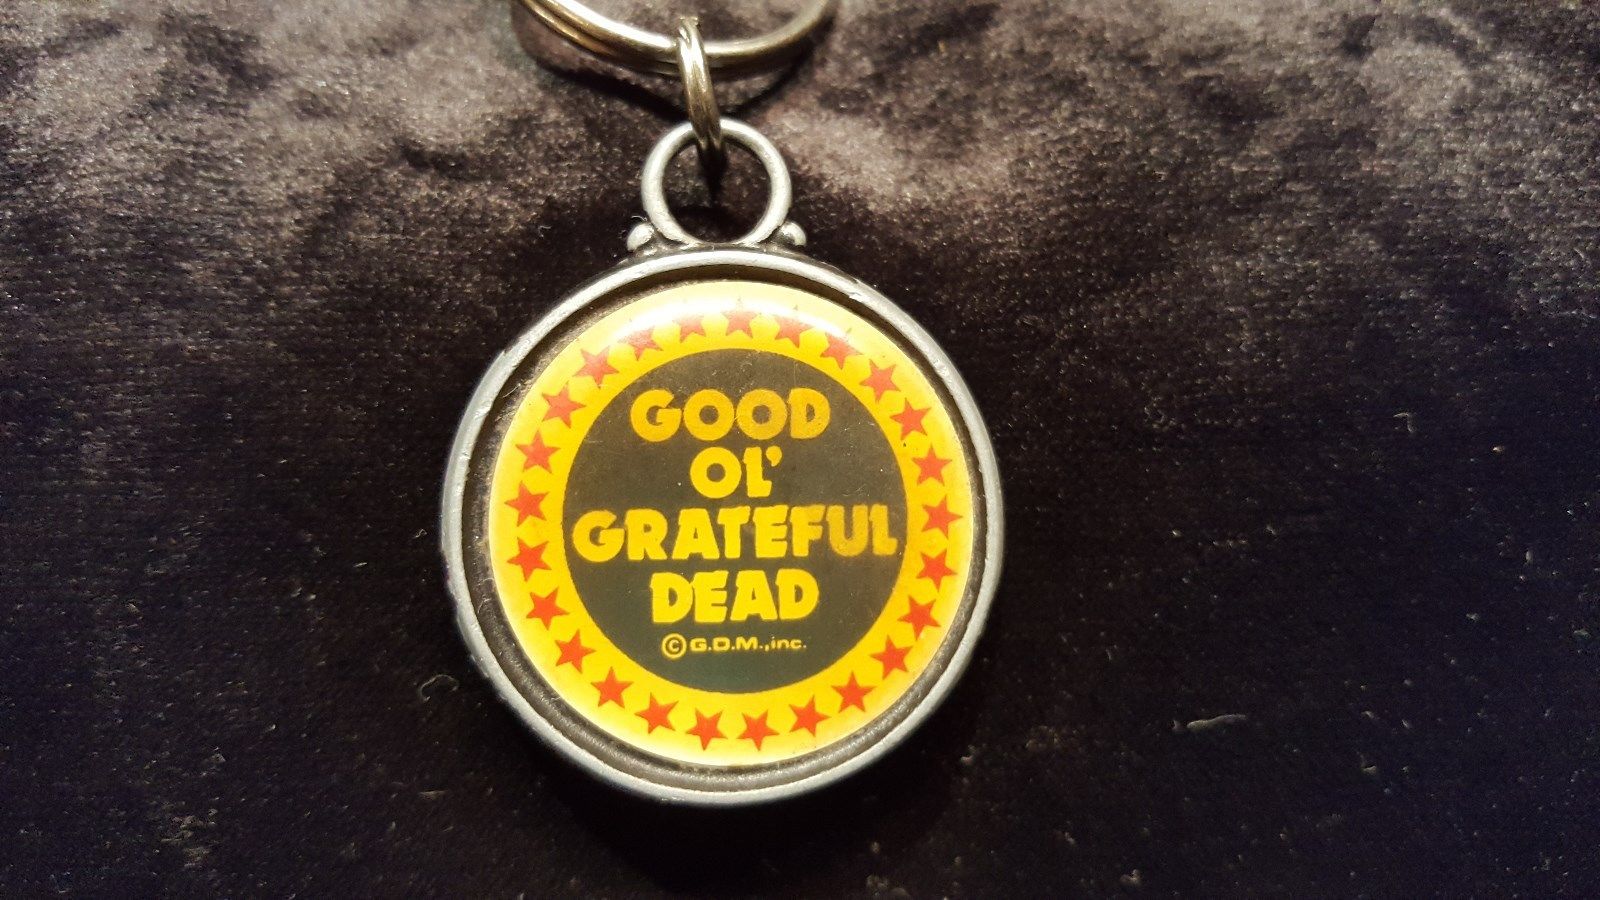 GOOD
OL'
GRATEFUL
DEAD
© G.D.M.,inc.